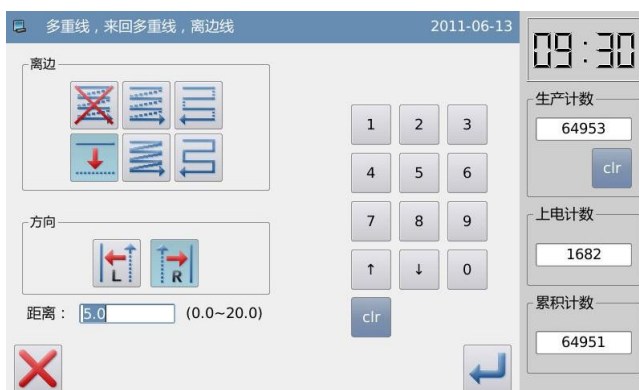 多重线，来回多重线，离边线
2011-06-13
09:30
离边
方向
L
R
距离：
5.0
(0.0~20.0)
1
2
3
4
5
6
7
8
9
↑
↓
0
clr
生产计数
64953
clr
上电计数
1682
累积计数
64951